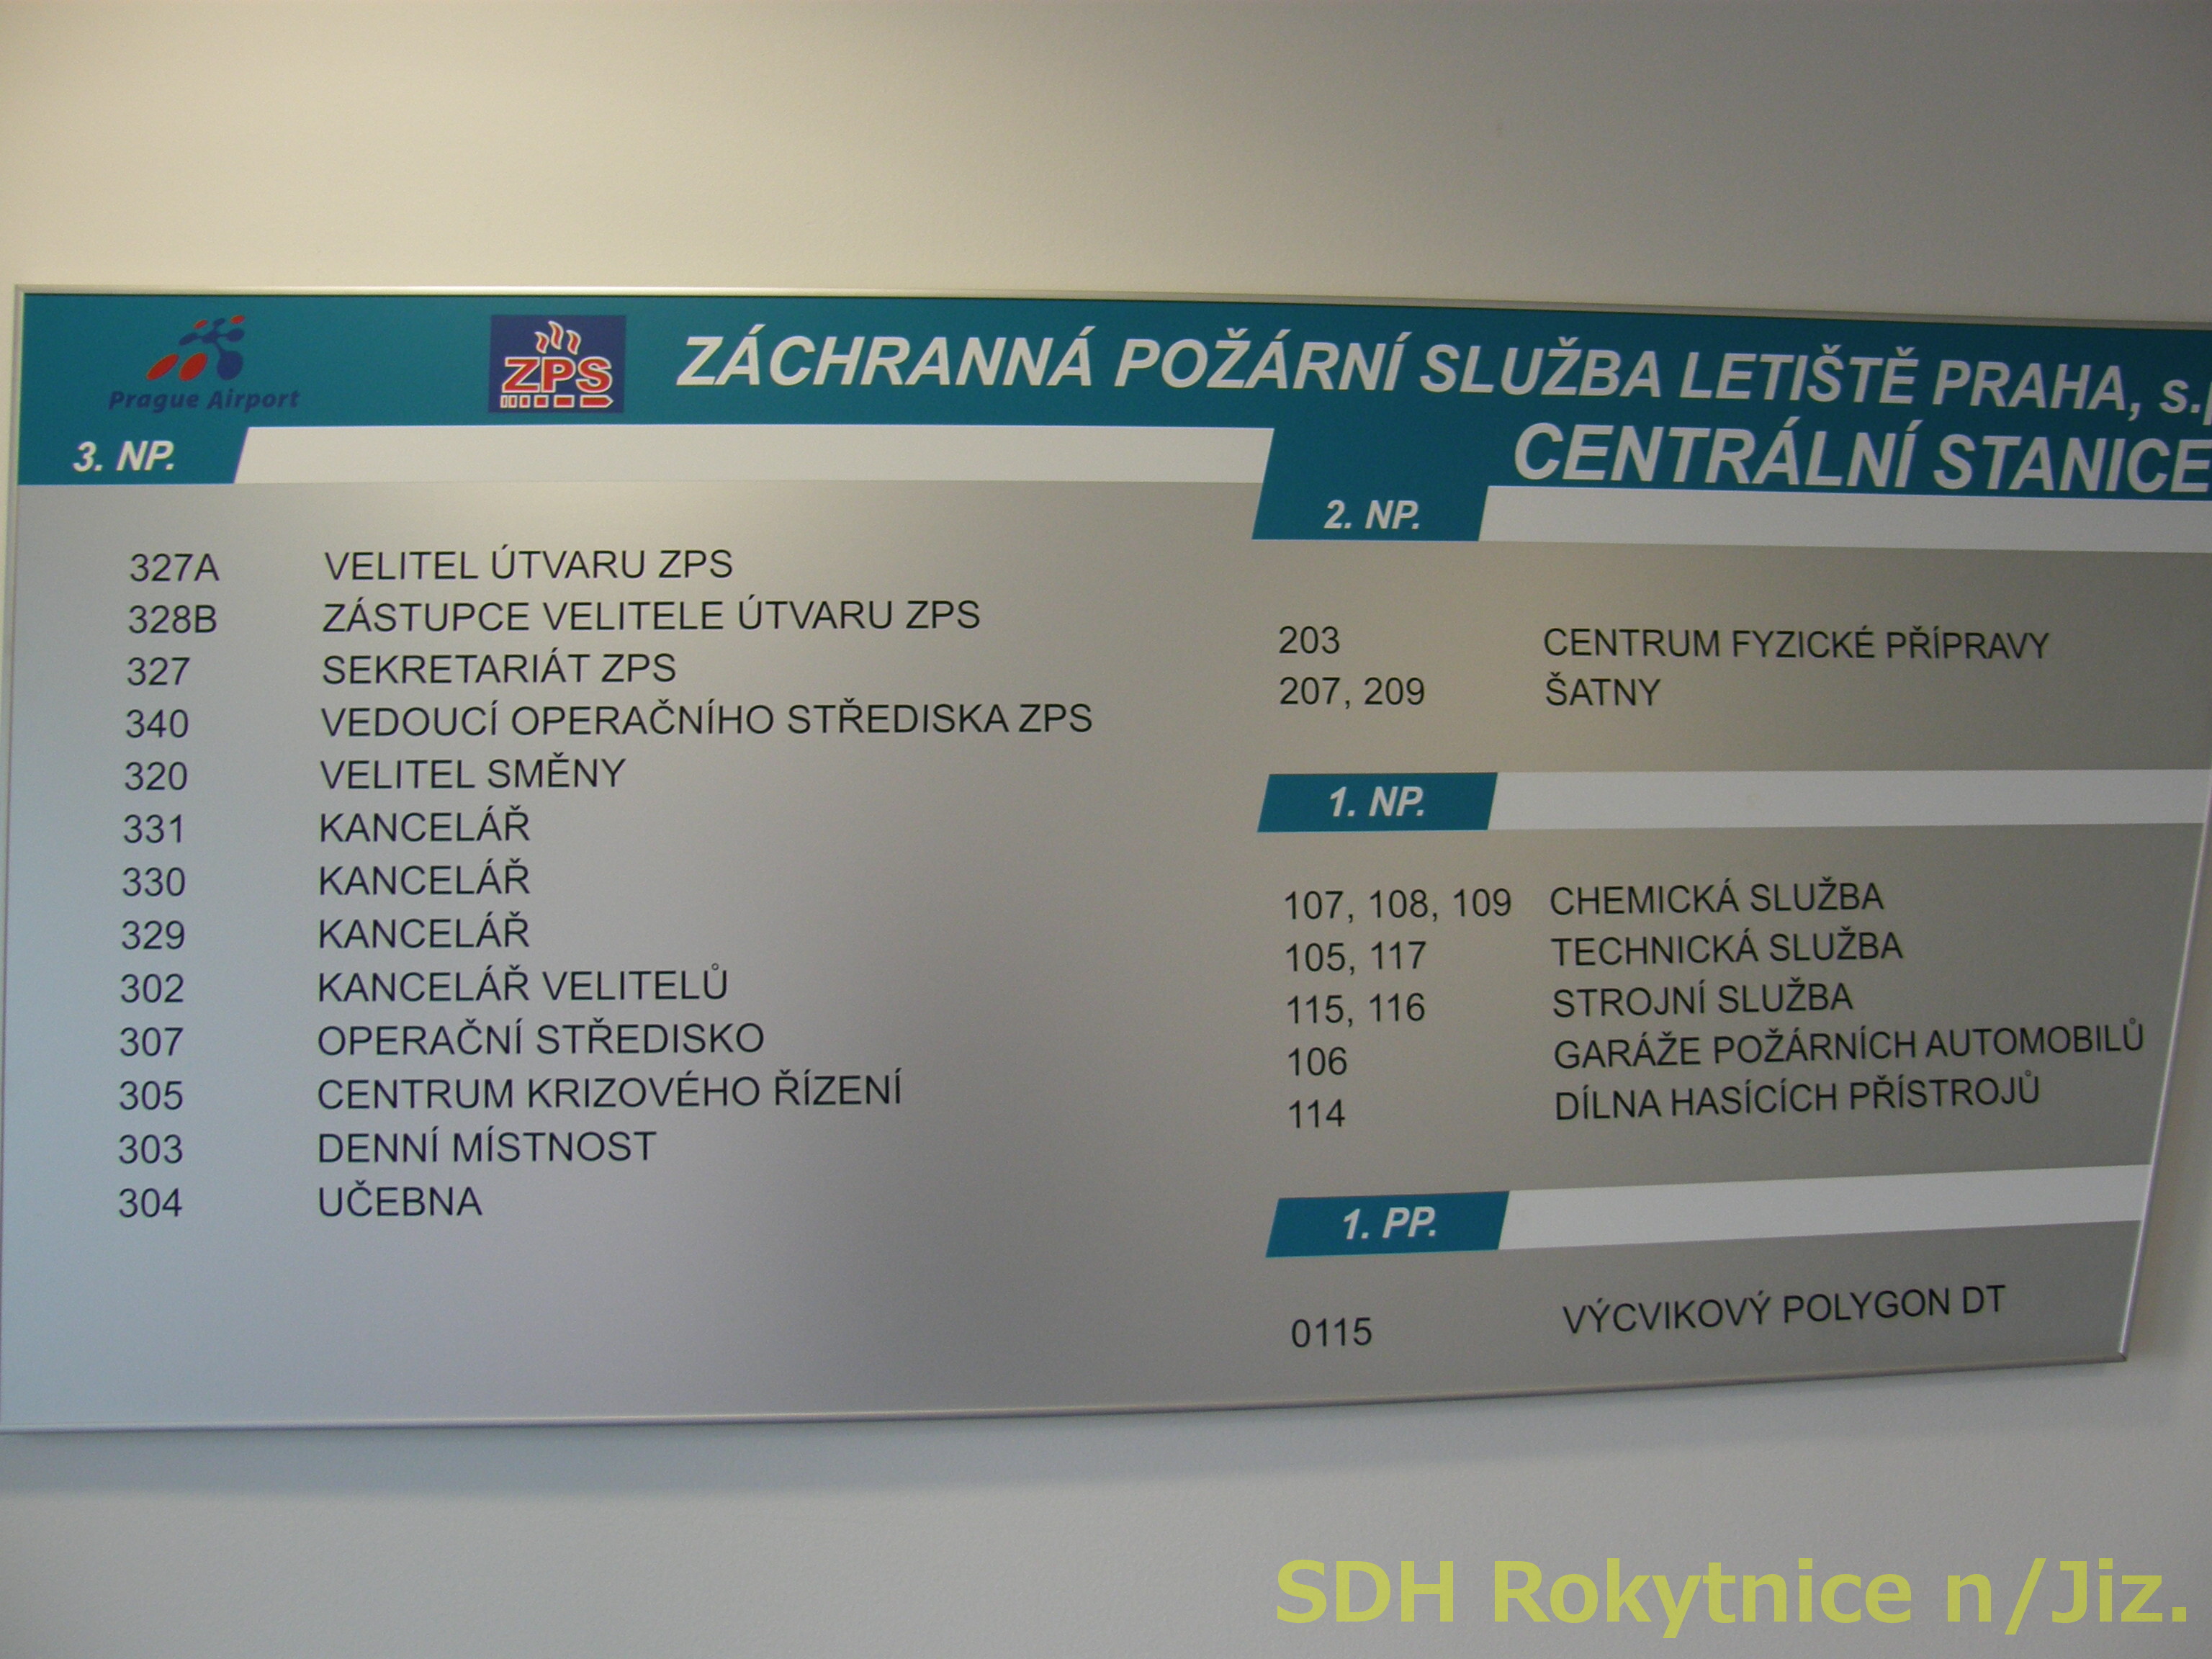 Prague Airport
ZPS
ZÁCHRANNÁ POŽÁRNÍ SLUŽBA LETIŠTĚ PRAHA,
CENTRÁLNÍ STANICE
3. NP.
327A VELITEL ÚTVARU ZPS
328B ZÁSTUPCE VELITELE ÚTVARU ZPS
327 SEKRETARIÁT ZPS
340 VEDOUCÍ OPERAČNÍHO STŘEDISKA ZPS
320 VELITEL SMĚNY
331 KANCELÁŘ
330 KANCELÁŘ
329 KANCELÁŘ
302 KANCELÁŘ VELITELŮ
307 OPERAČNÍ STŘEDISKO
305 CENTRUM KRIZOVÉHO ŘÍZENÍ
303 DENNÍ MÍSTNOST
304 UČEBNA
2. NP.
203 CENTRUM FYZICKÉ PŘÍPRAVY
207, 209 ŠATNY
1. NP.
107, 108, 109 CHEMICKÁ SLUŽBA
105, 117 TECHNICKÁ SLUŽBA
115, 116 STROJNÍ SLUŽBA
106 GARÁŽE POŽÁRNÍCH AUTOMOBILŮ
114 DÍLNA HASÍCÍCH PŘÍSTROJŮ
1. PP.
0115 VÝCVIKOVÝ POLYGON DT
SDH Rokytnice n/Jiz.